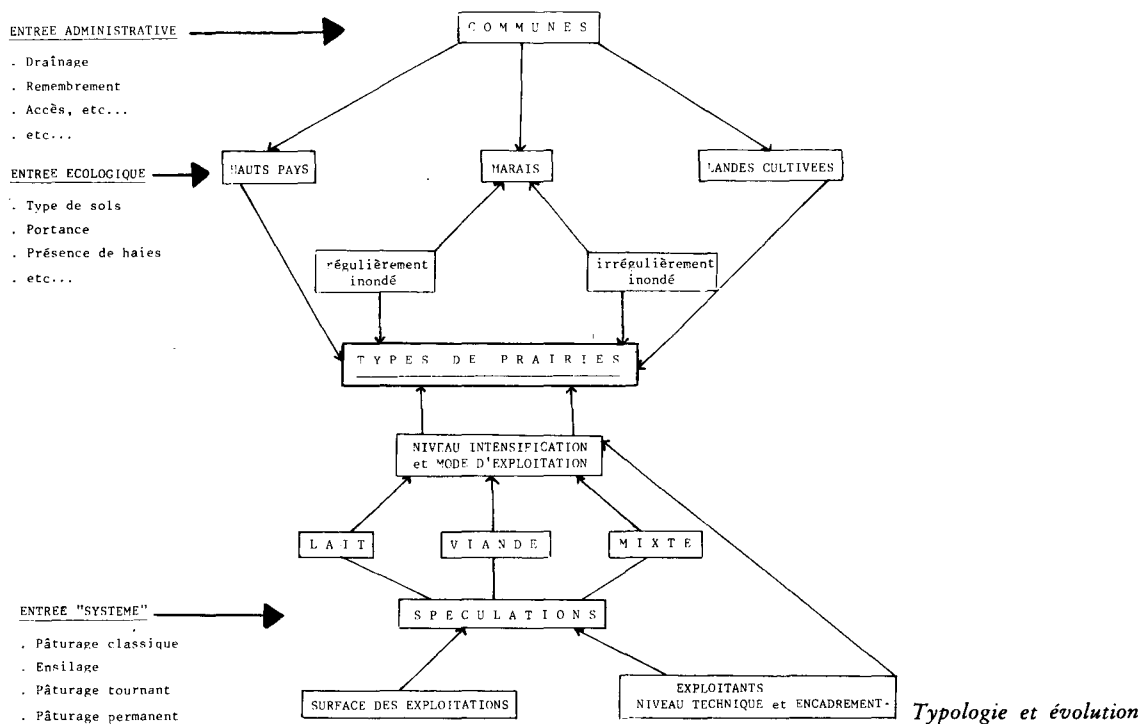 ENTREE ADMINISTRATIVE
. Draînage
. Remembrement
. Accès, etc...
. etc...
COMMUNES
ENTREE ECOLOGIQUE
. Type de sols
. Portance
. Présence de haies
. etc...
HAUTS PAYS
MARAIS
LANDES CULTIVEES
régulièrement
inondé
irrégulièrement
inondé
TYPES DE PRAIRIES
NIVEAU INTENSIFICATION
et MODE D'EXPLOITATION
LAIT
VIANDE
MIXTE
SPECULATIONS
ENTREE "SYSTEME"
. Pâturage classique
. Ensilage
. Pâturage tournant
. Pâturage permanent
SURFACE DES EXPLOITATIONS
EXPLOITANTS
NIVEAU TECHNIQUE et ENCADREMENT-
Typologie et évolution